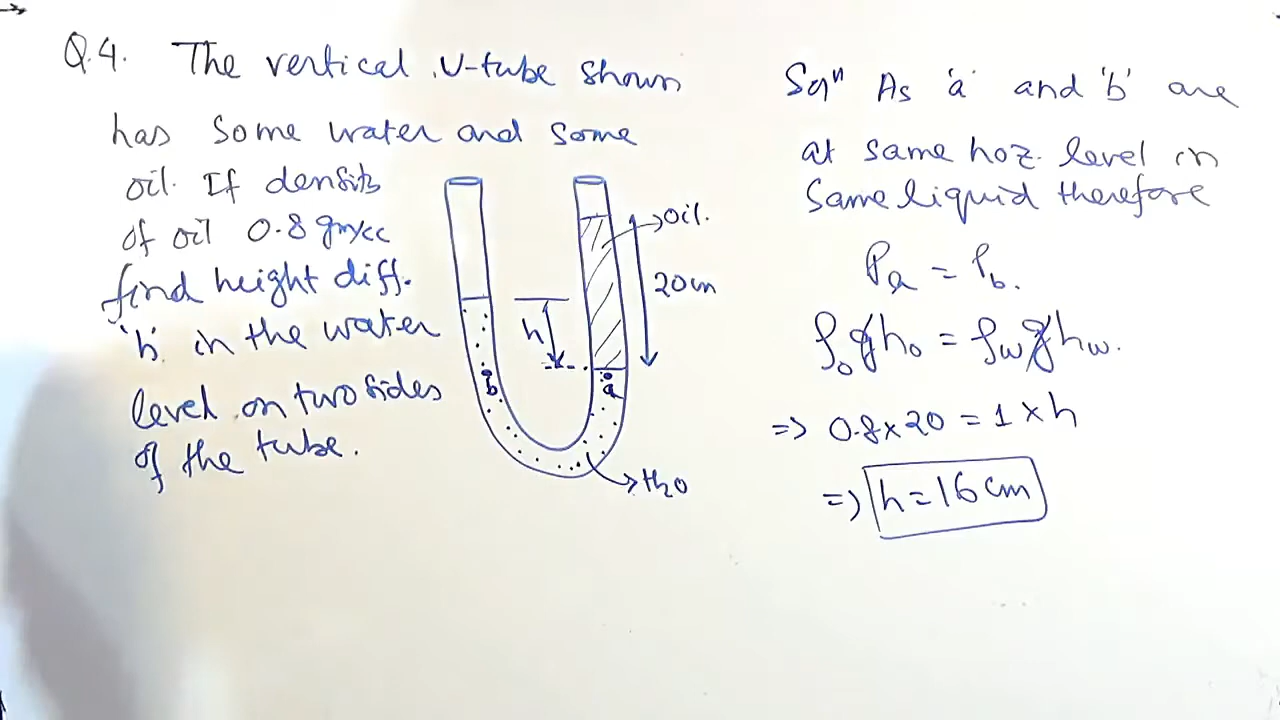 Q.4. The vertical U-tube shown
has some water and some
oil. If density
of oil 0.8 gm/cc
find height diff.
'h' in the water
level on two sides
of the tube.
oil.
20cm
h
b
a
H2O
Solⁿ As 'a' and 'b' are
at same hoz. level in
same liquid therefore
Pa = Pb.
ρo g ho = ρw g hw.
=> 0.8 x 20 = 1 x h
=> h = 16 cm